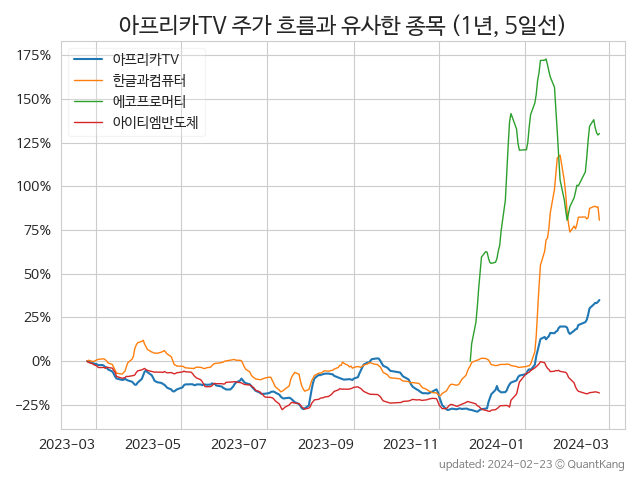 아프리카TV 주가 흐름과 유사한 종목 (1년, 5일선)
아프리카TV
한글과컴퓨터
에코프로머티
아이티엠반도체
175%
150%
125%
100%
75%
50%
25%
0%
−25%
2023-03 2023-05 2023-07 2023-09 2023-11 2024-01 2024-03
updated: 2024-02-23 © QuantKang